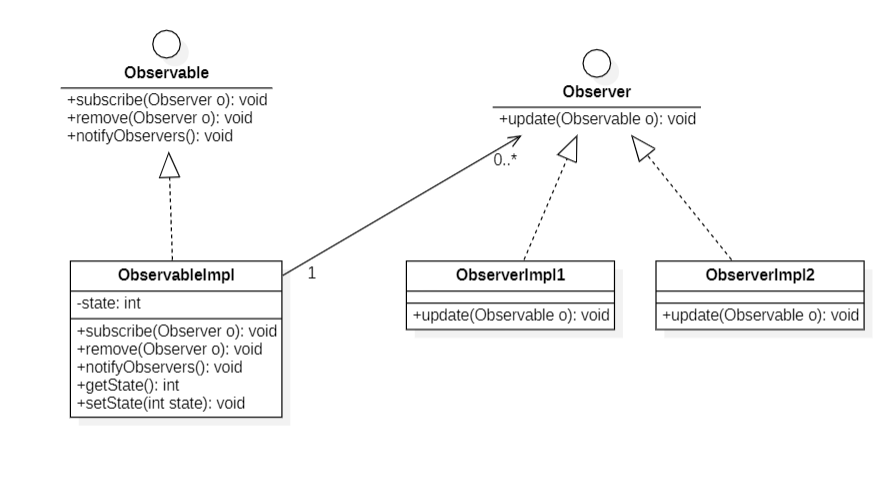 Observable
+subscribe(Observer o): void
+remove(Observer o): void
+notifyObservers(): void
Observer
+update(Observable o): void
0..*
1
ObservableImpl
-state: int
+subscribe(Observer o): void
+remove(Observer o): void
+notifyObservers(): void
+getState(): int
+setState(int state): void
ObserverImpl1
+update(Observable o): void
ObserverImpl2
+update(Observable o): void